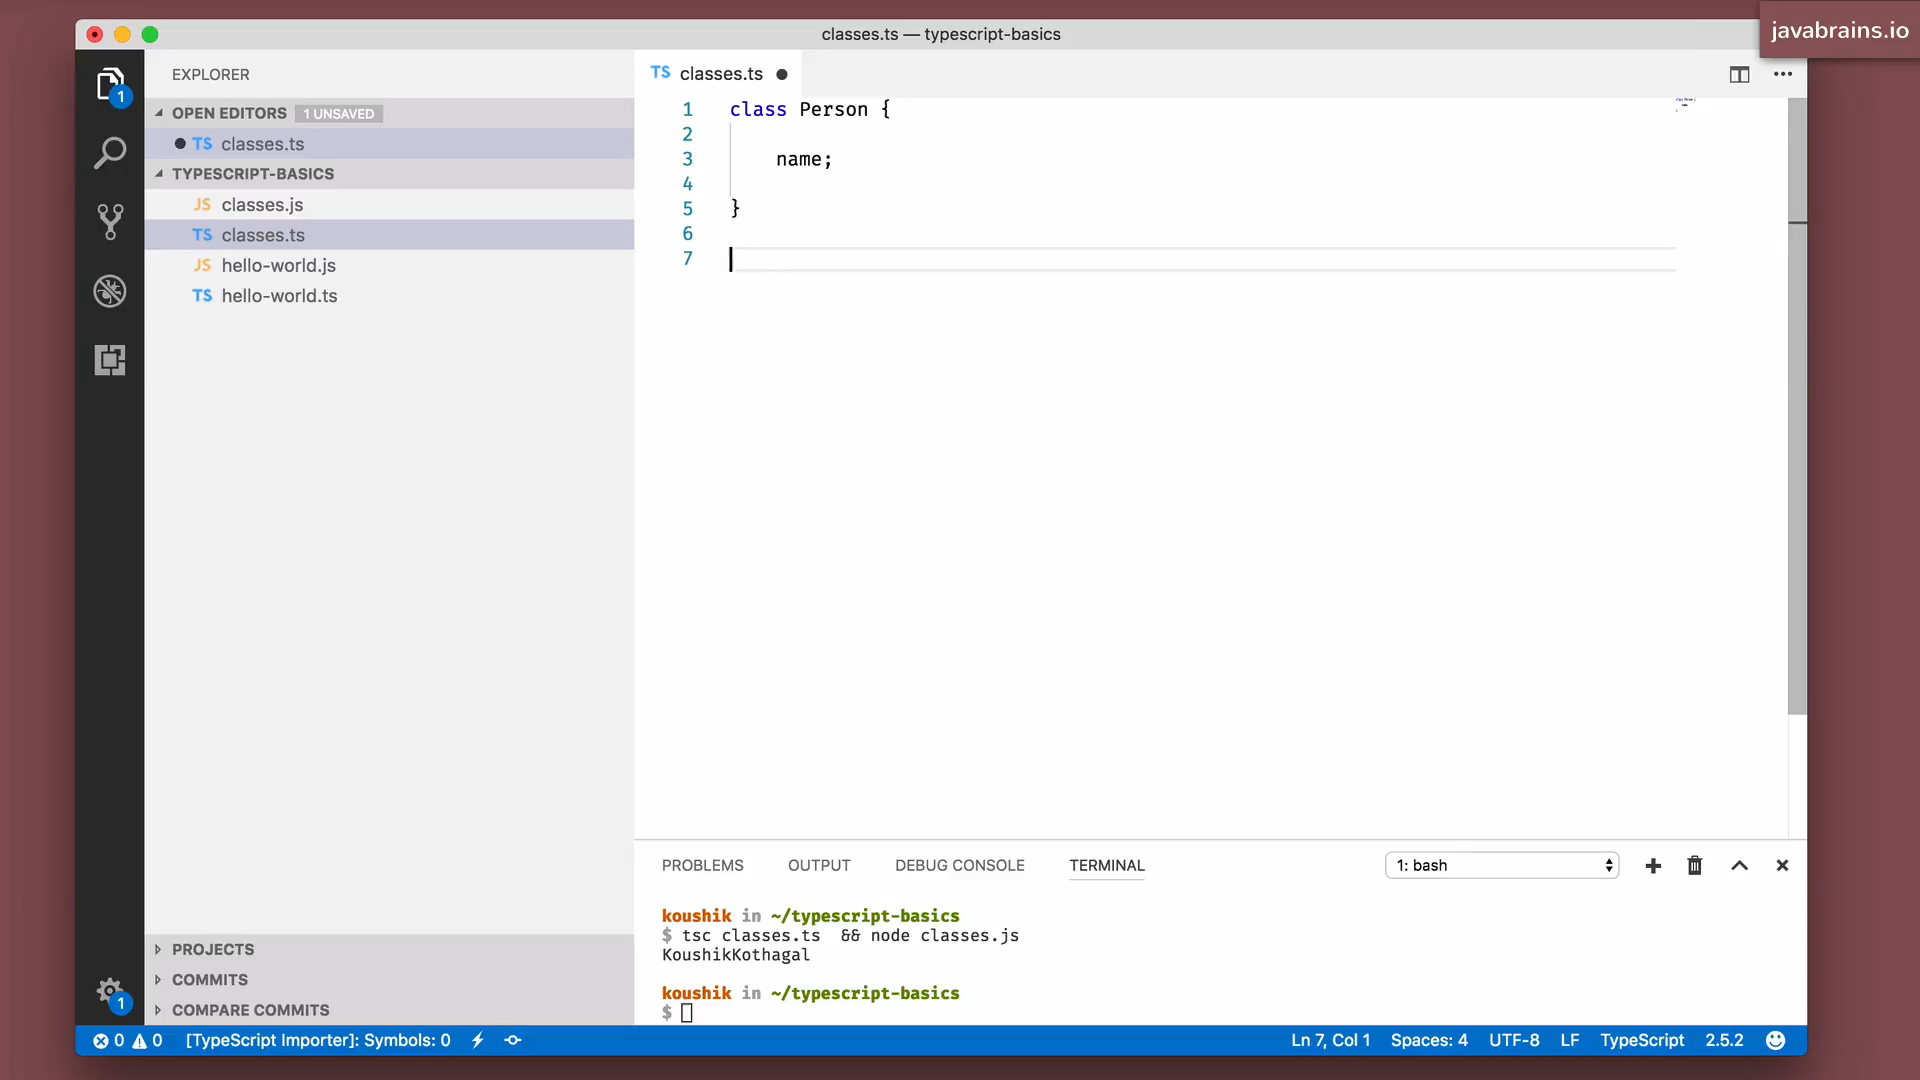 classes.ts — typescript-basics
javabrains.io
EXPLORER
OPEN EDITORS 1 UNSAVED
TS classes.ts
TYPESCRIPT-BASICS
JS classes.js
TS classes.ts
JS hello-world.js
TS hello-world.ts
PROJECTS
COMMITS
COMPARE COMMITS
1
1
TS classes.ts
1 class Person {
2
3 name;
4
5 }
6
7
PROBLEMS OUTPUT DEBUG CONSOLE TERMINAL 1: bash
koushik in ~/typescript-basics
$ tsc classes.ts && node classes.js
KoushikKothagal
koushik in ~/typescript-basics
$
0 0 [TypeScript Importer]: Symbols: 0 Ln 7, Col 1 Spaces: 4 UTF-8 LF TypeScript 2.5.2